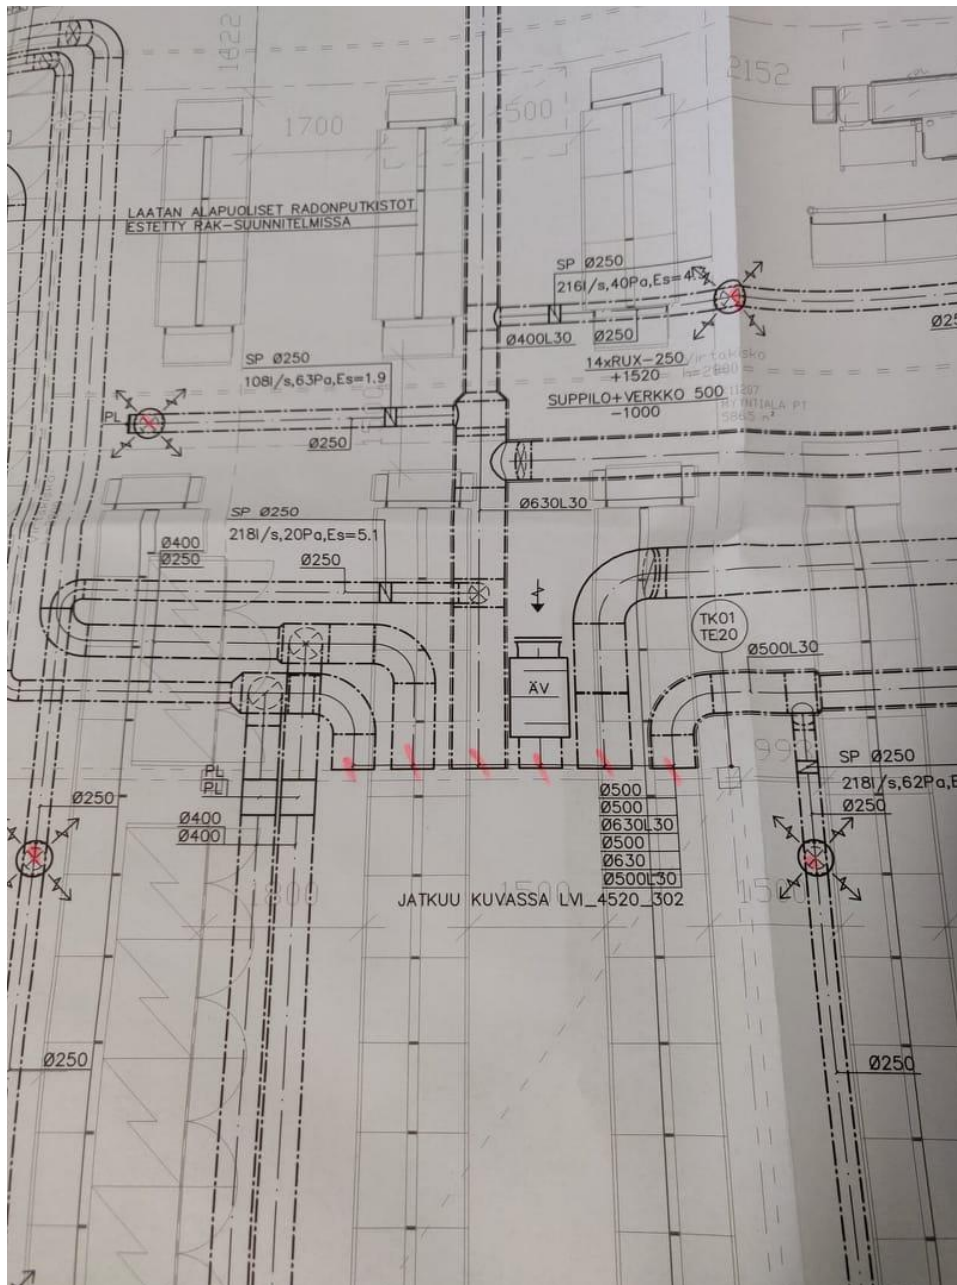 1622
2152
1700
500
LAATAN ALAPUOLISET RADONPUTKISTOT
ESTETTY RAK-SUUNNITELMISSA
SP Ø250
216l/s,40Pa,Es=4.3
Ø400L30
Ø250
14xRUX-250
+1520
SUPPILO+VERKKO 500
-1000
SP Ø250
108l/s,63Pa,Es=1.9
PL
Ø250
Ø630L30
SP Ø250
218l/s,20Pa,Es=5.1
Ø400
Ø250
Ø250
TK01
TE20
Ø500L30
ÄV
PL
PL
SP Ø250
218l/s,62Pa,E
Ø250
Ø250
Ø400
Ø400
Ø500
Ø500
Ø630L30
Ø500
Ø630
Ø500L30
JATKUU KUVASSA LVI_4520_302
1800
1500
Ø250
Ø250